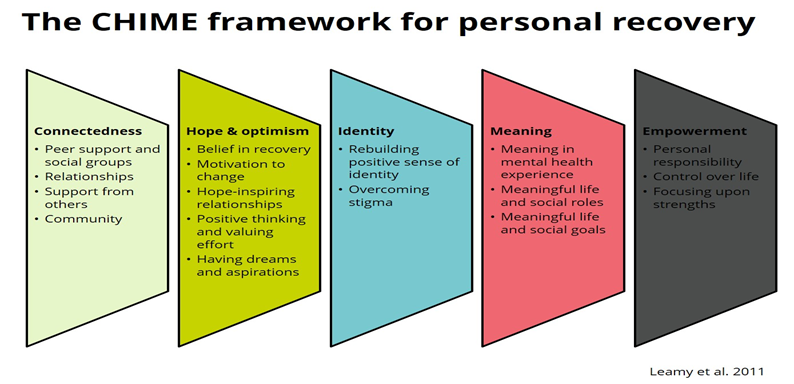 The CHIME framework for personal recovery
Connectedness
• Peer support and
social groups
• Relationships
• Support from
others
• Community
Hope & optimism
• Belief in recovery
• Motivation to
change
• Hope-inspiring
relationships
• Positive thinking
and valuing
effort
• Having dreams
and aspirations
Identity
• Rebuilding
positive sense of
identity
• Overcoming
stigma
Meaning
• Meaning in
mental health
experience
• Meaningful life
and social roles
• Meaningful life
and social goals
Empowerment
• Personal
responsibility
• Control over life
• Focusing upon
strengths
Leamy et al. 2011